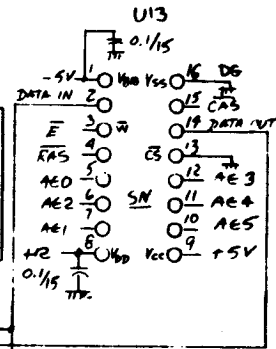 U13
0.1/15
-5V 1 VBB VSS 16 DG
DATA IN 2 15 CAS
E 3 W 14 DATA OUT
RAS 4 CS 13
AE0 5 12 AE3
AE2 6 SN 11 AE4
AE1 7 10 AE5
+12 8 VDD VCC 9 +5V
0.1/15